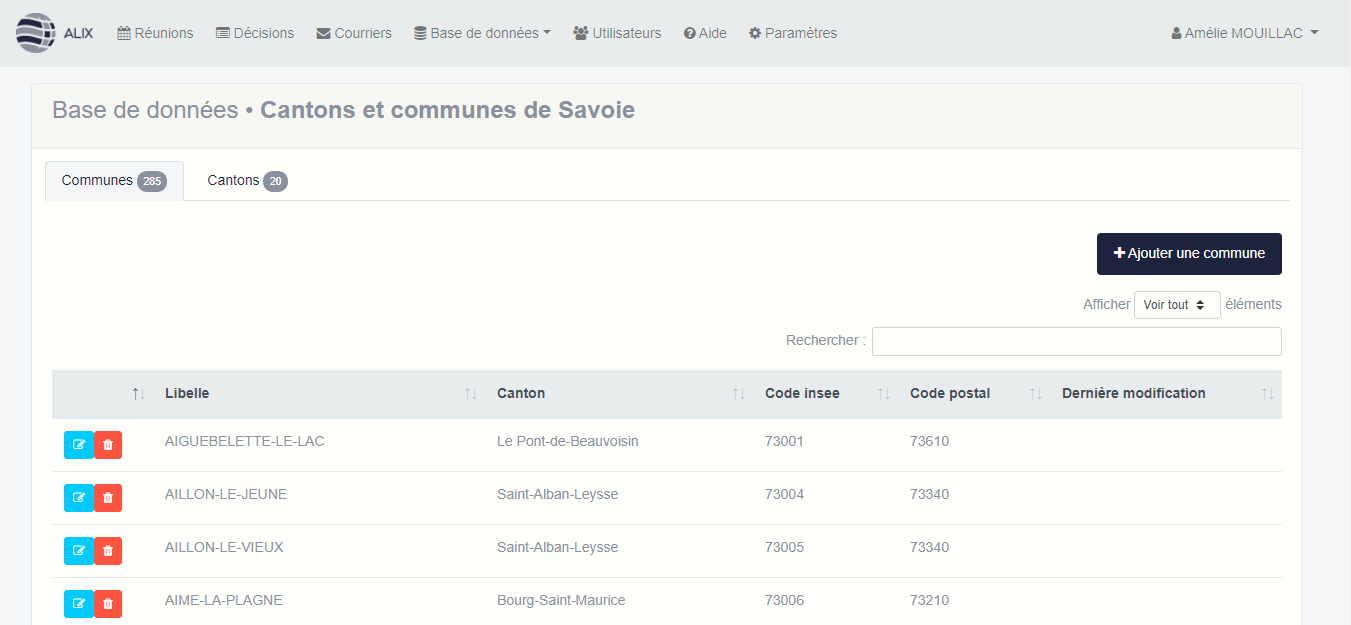 ALIX Réunions Décisions Courriers Base de données Utilisateurs Aide Paramètres Amélie MOUILLAC
Base de données • Cantons et communes de Savoie
Communes 285 Cantons 20
Ajouter une commune
Afficher Voir tout éléments
Rechercher :
Libelle Canton Code insee Code postal Dernière modification
AIGUEBELETTE-LE-LAC Le Pont-de-Beauvoisin 73001 73610
AILLON-LE-JEUNE Saint-Alban-Leysse 73004 73340
AILLON-LE-VIEUX Saint-Alban-Leysse 73005 73340
AIME-LA-PLAGNE Bourg-Saint-Maurice 73006 73210